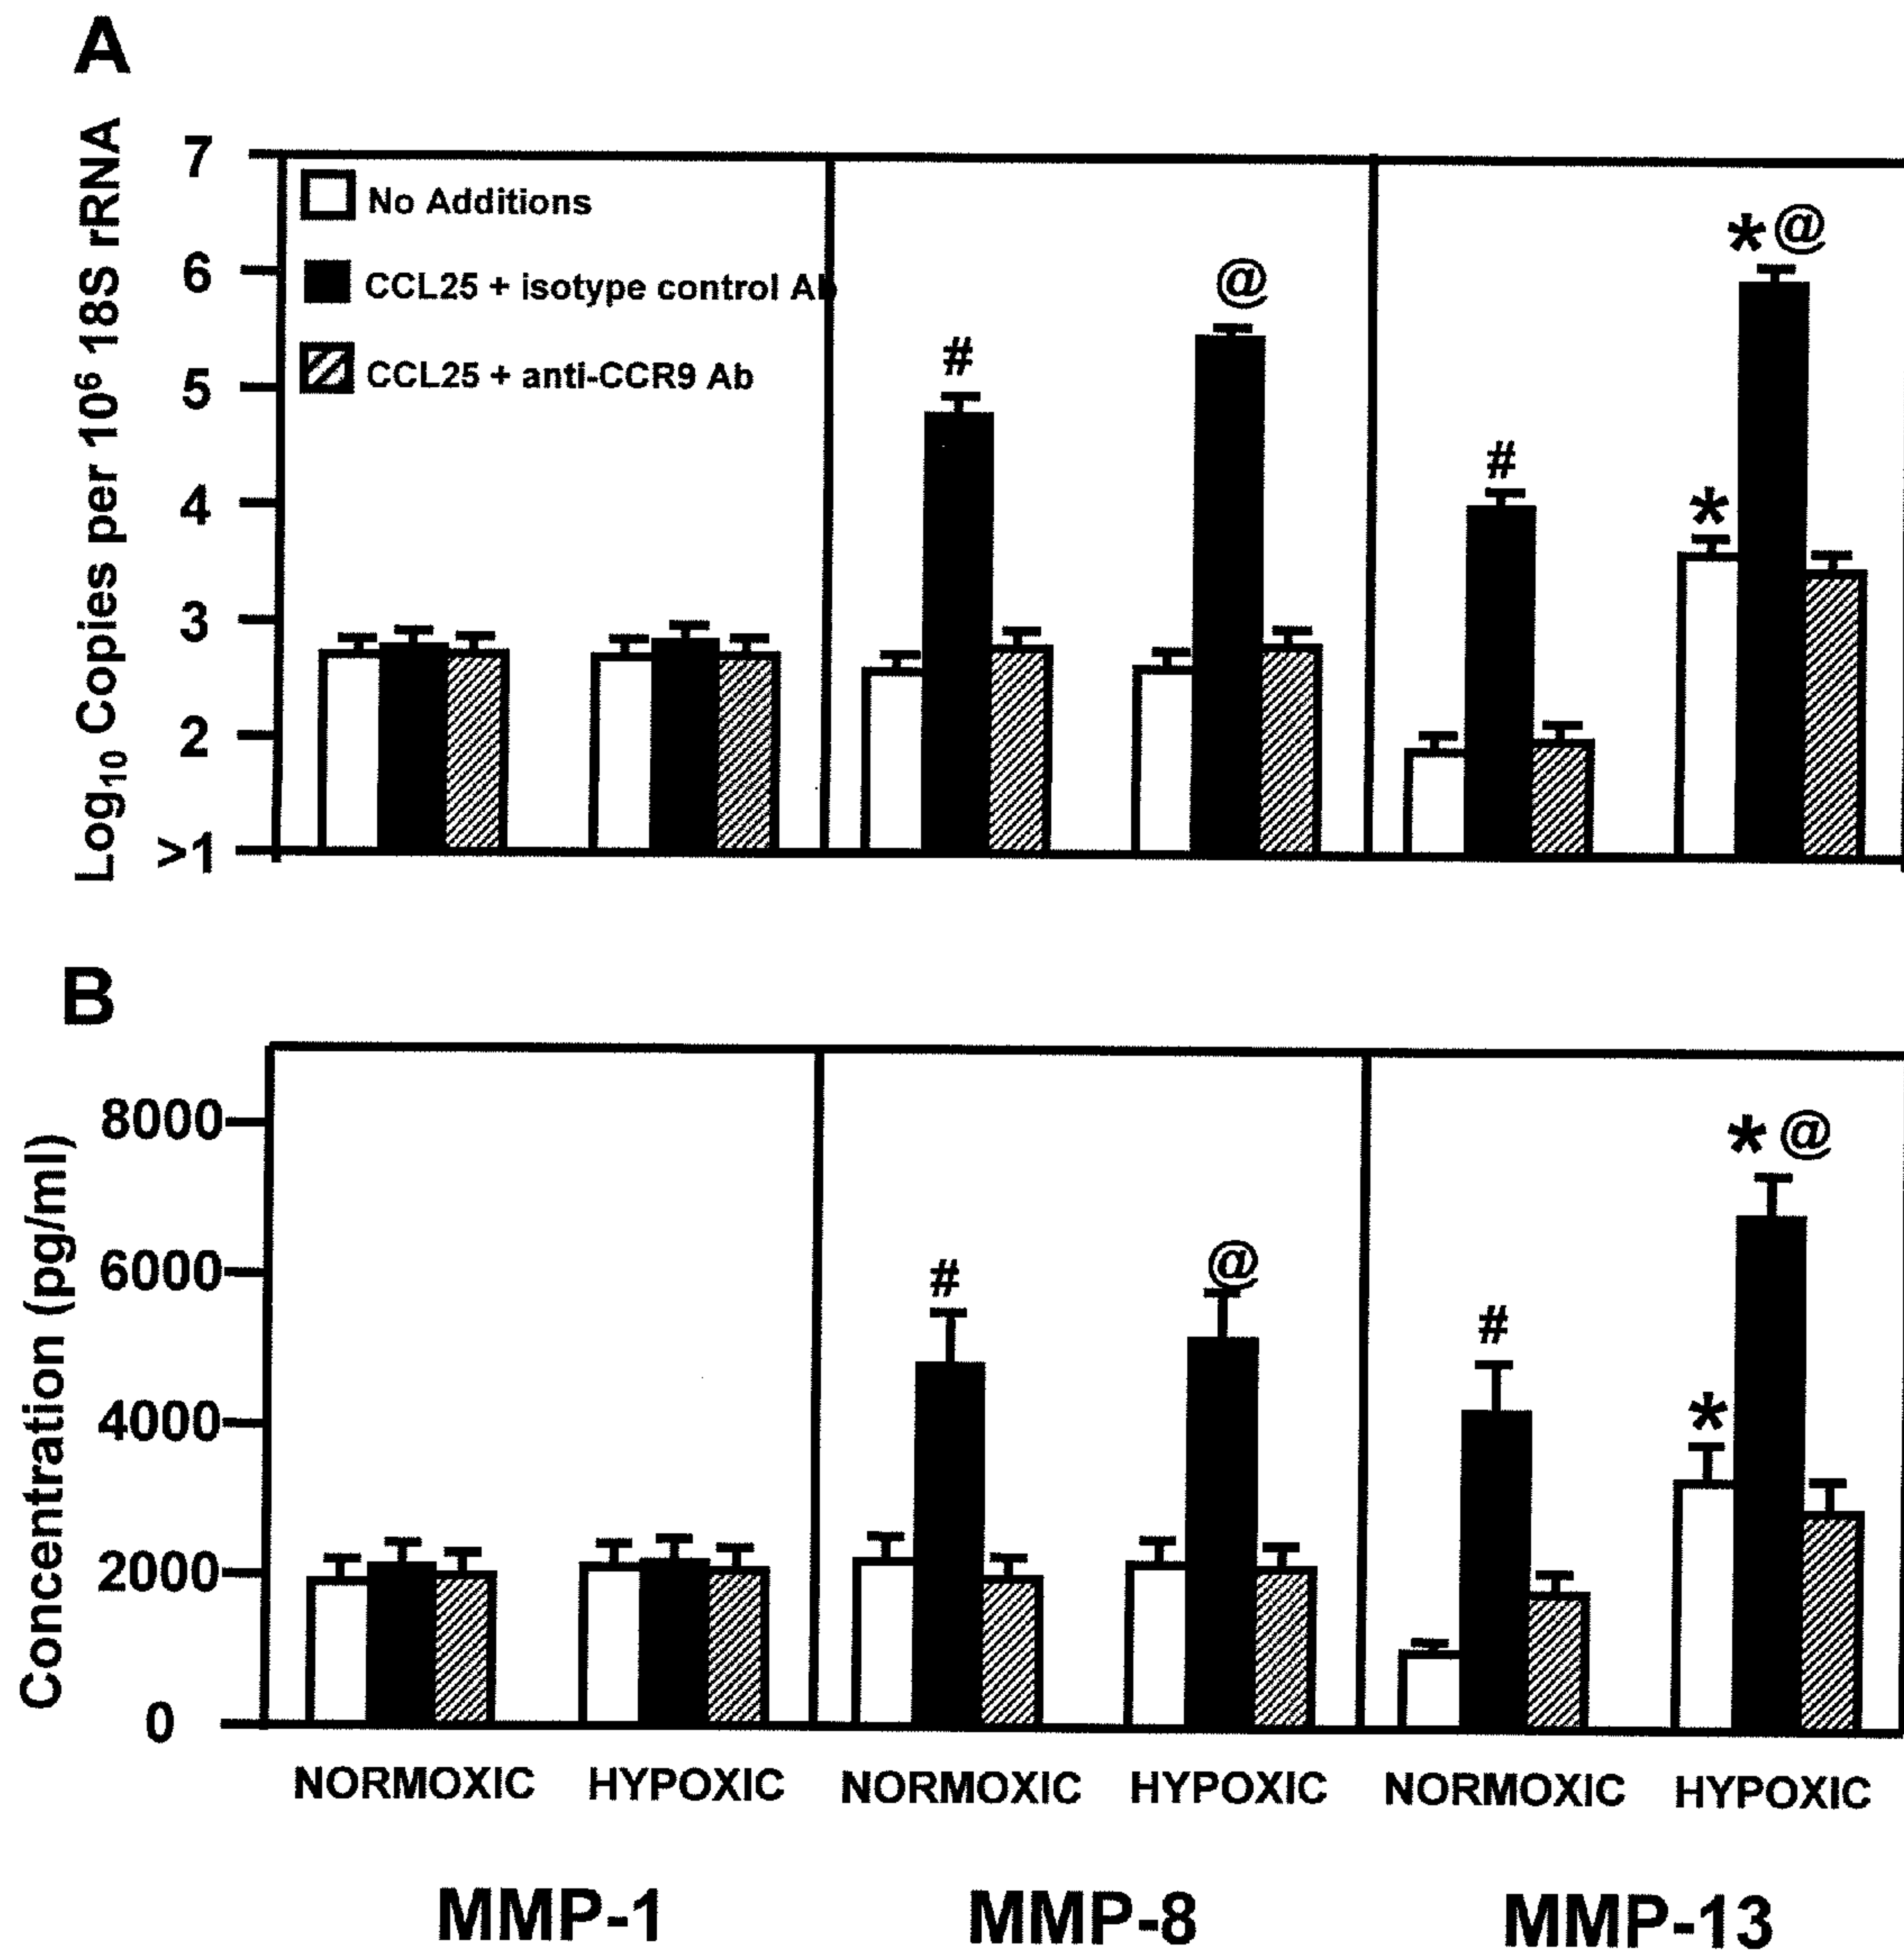 A
Log₁₀ Copies per 10⁶ 18S rRNA
7
6
5
4
3
2
>1
No Additions
CCL25 + isotype control Ab
CCL25 + anti-CCR9 Ab
#
@
#
*
*@
B
Concentration (pg/ml)
8000
6000
4000
2000
0
#
@
#
*
*@
NORMOXIC HYPOXIC NORMOXIC HYPOXIC NORMOXIC HYPOXIC
MMP-1 MMP-8 MMP-13